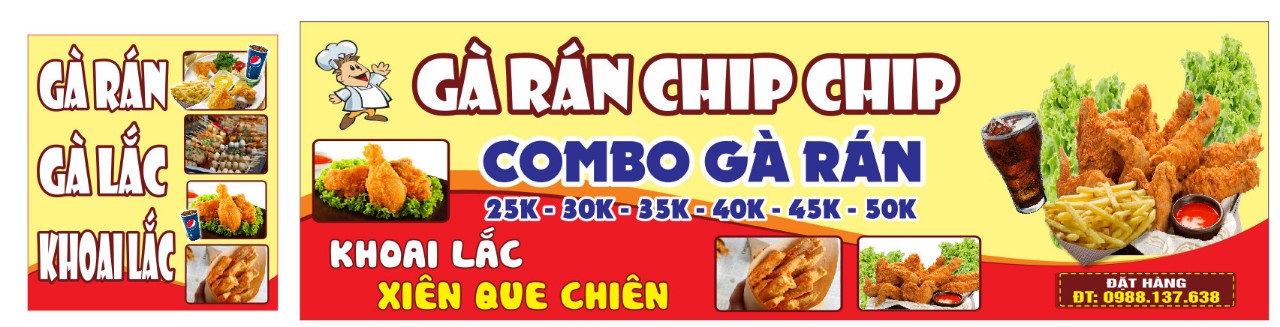 GÀ RÁN
GÀ LẮC
KHOAI LẮC
GÀ RÁN CHIP CHIP
COMBO GÀ RÁN
25K - 30K - 35K - 40K - 45K - 50K
KHOAI LẮC
XIÊN QUE CHIÊN
ĐẶT HÀNG
ĐT: 0988.137.638